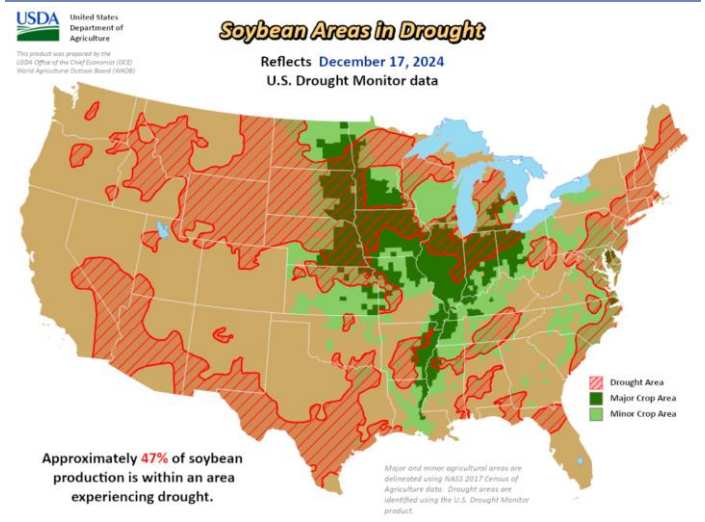 USDA
United States
Department of
Agriculture
This product was prepared by the
USDA Office of the Chief Economist (OCE)
World Agricultural Outlook Board (WAOB)
Soybean Areas in Drought
Reflects December 17, 2024
U.S. Drought Monitor data
Drought Area
Major Crop Area
Minor Crop Area
Approximately 47% of soybean
production is within an area
experiencing drought.
Major and minor agricultural areas are
delineated using NASS 2017 Census of
Agriculture data. Drought areas are
identified using the U.S. Drought Monitor
product.